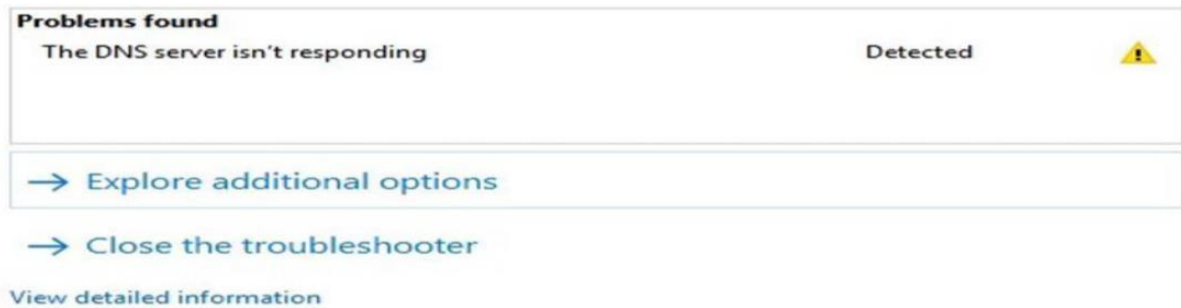 Problems found
The DNS server isn't responding Detected
Explore additional options
Close the troubleshooter
View detailed information